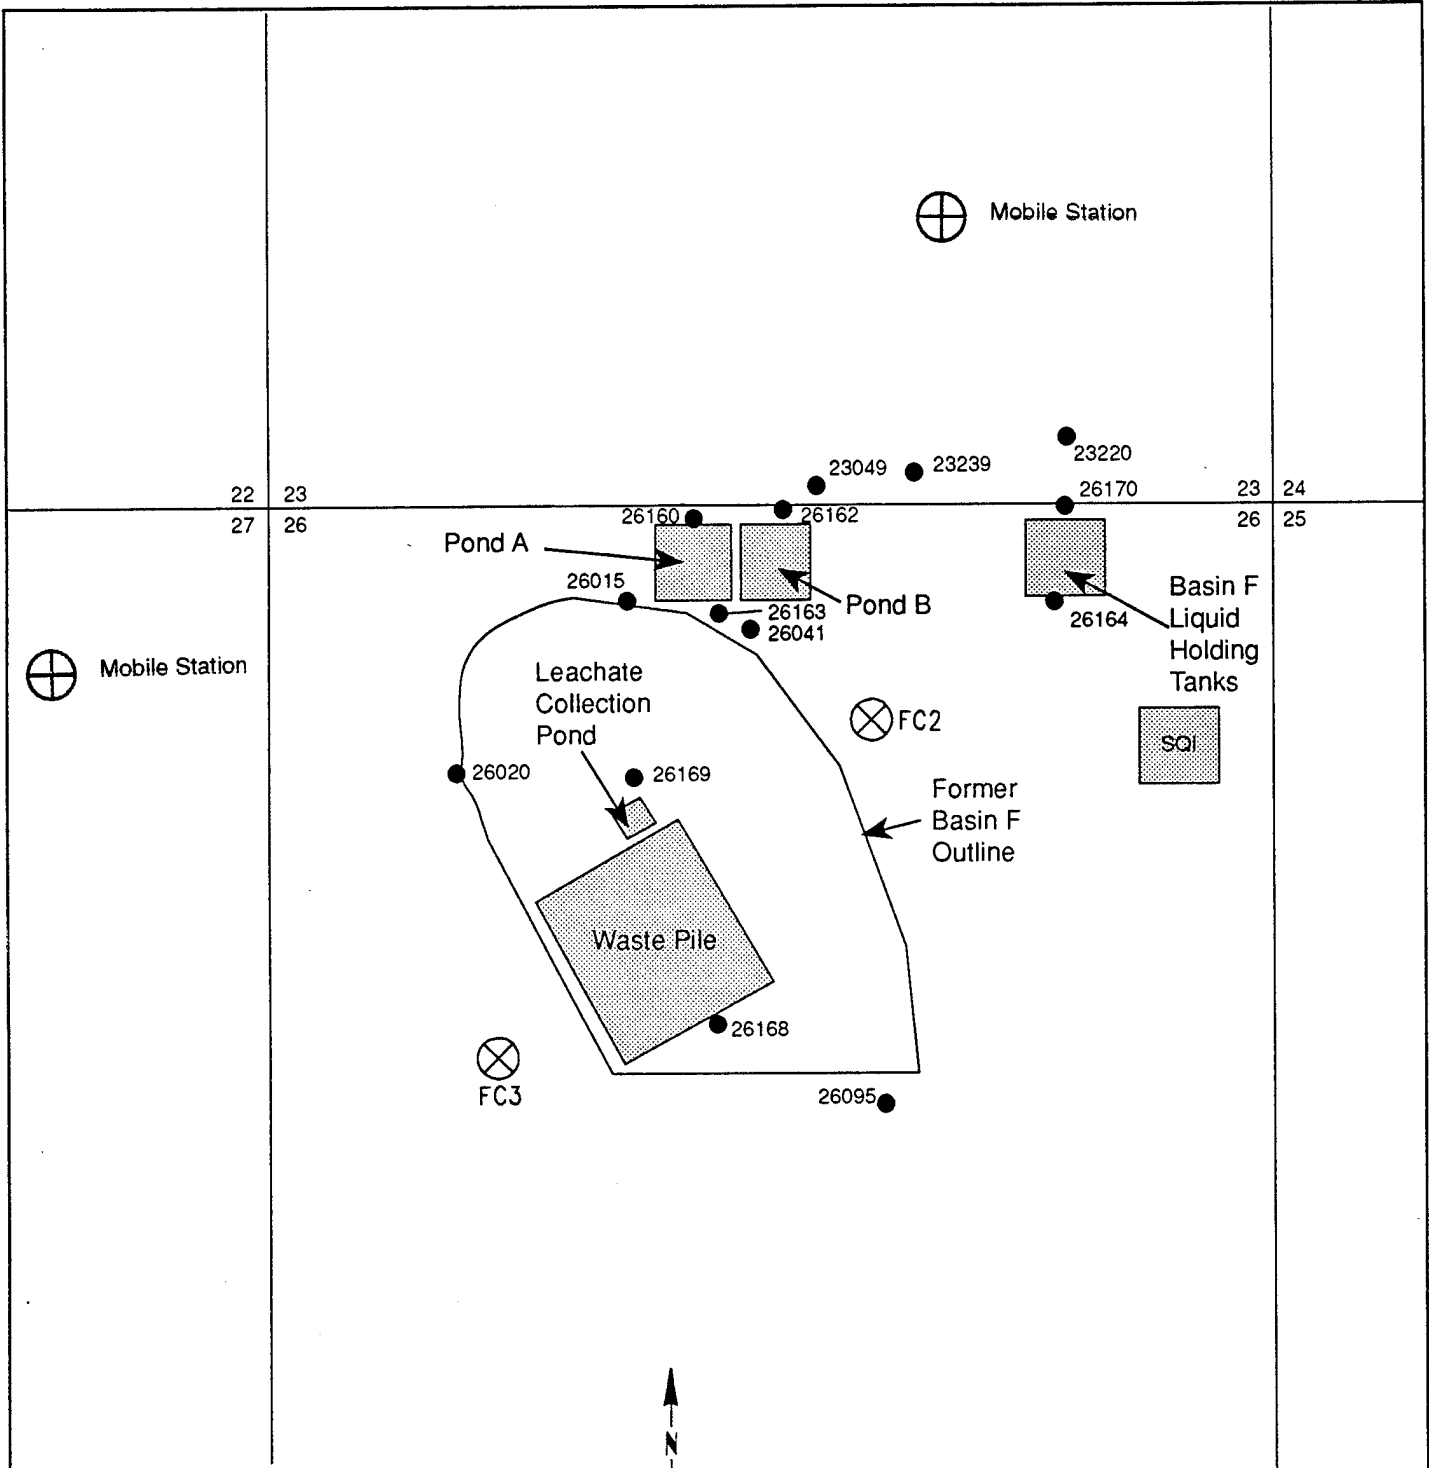 Mobile Station
23220
23049
23239
22 23
26170
23 24
27 26
26160
26162
26 25
Pond A
26015
Pond B
26163
26041
26164
Basin F
Liquid
Holding
Tanks
Mobile Station
Leachate
Collection
Pond
FC2
SQI
26020
26169
Former
Basin F
Outline
Waste Pile
26168
FC3
26095
N